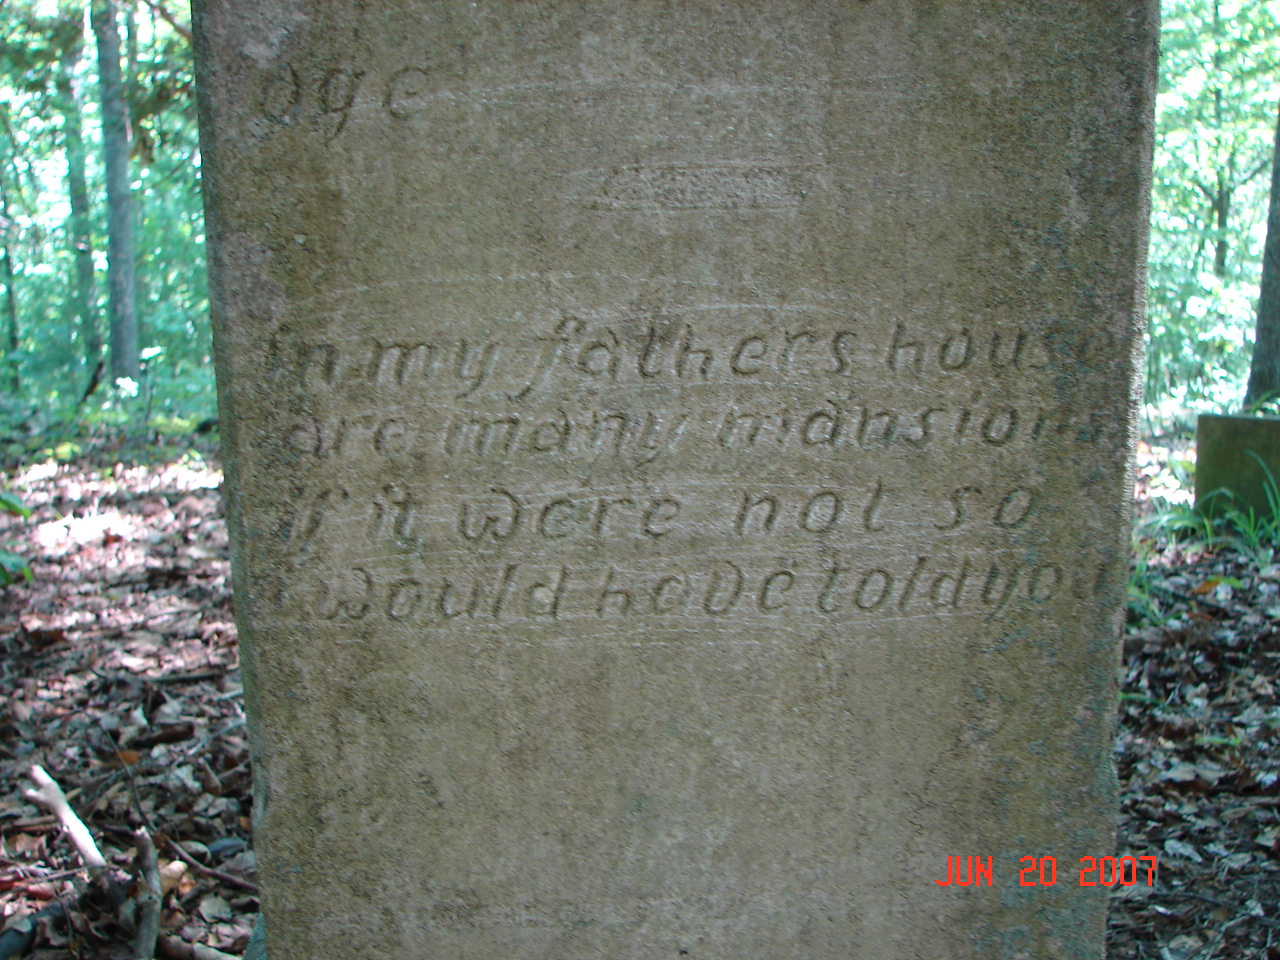 age
In my fathers house
are many mansions
if it were not so
I would have told you
JUN 20 2007